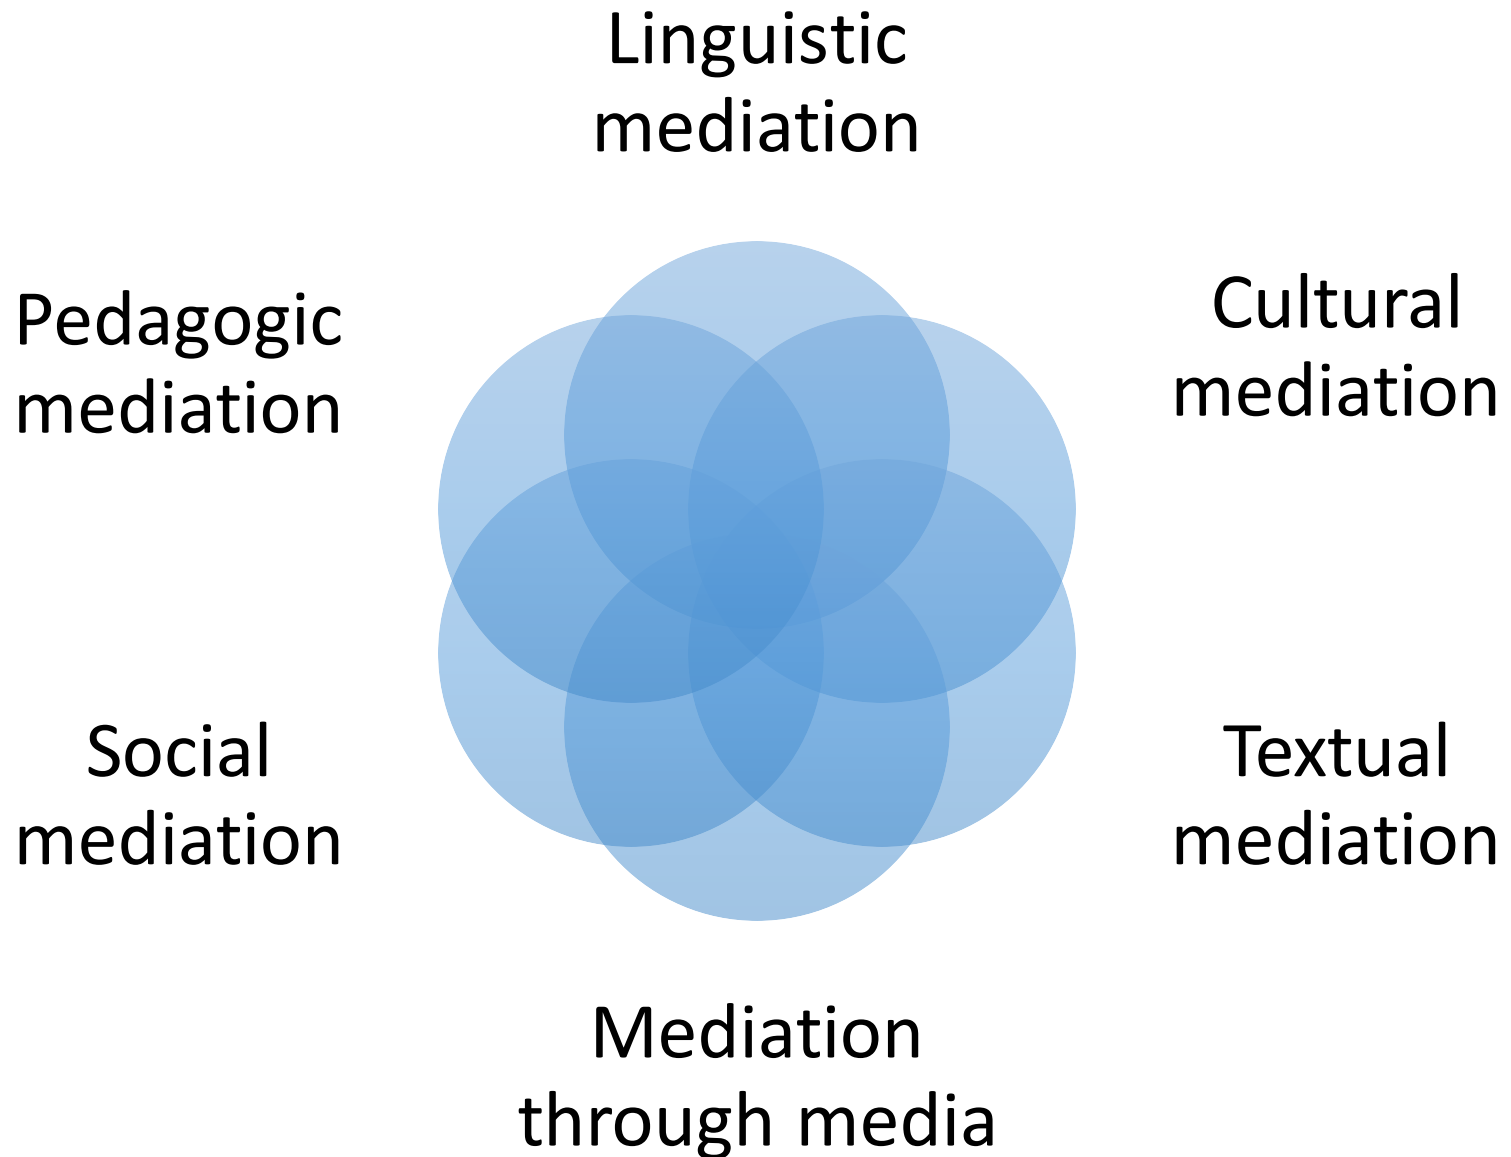 Linguistic
mediation
Cultural
mediation
Textual
mediation
Mediation
through media
Social
mediation
Pedagogic
mediation